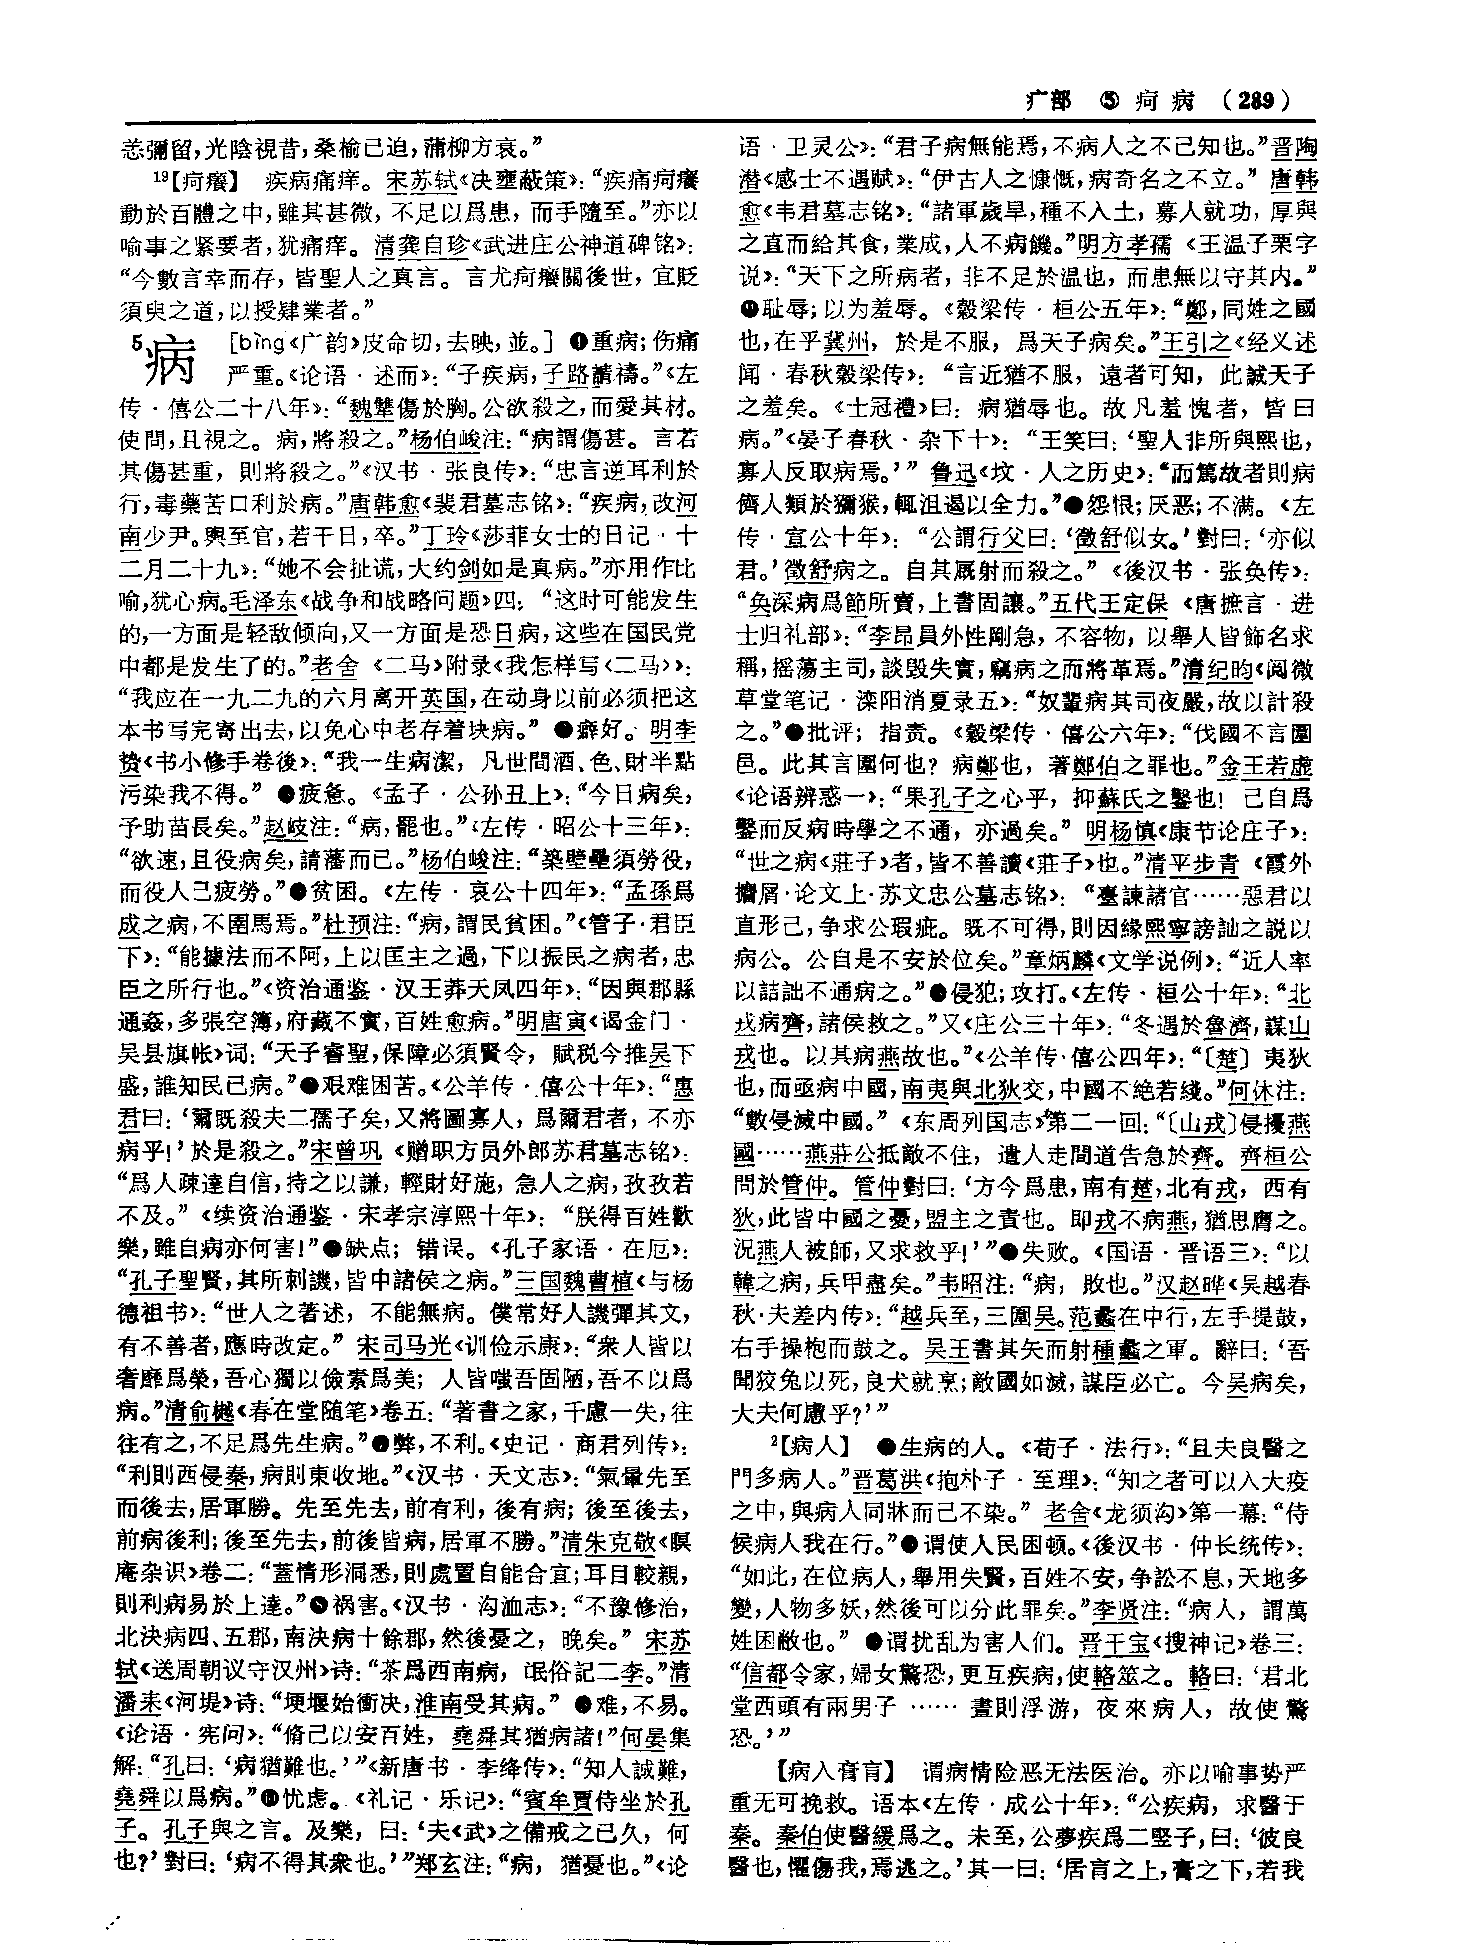 疒部 ⑤ 疴 病 (289)
恙彌留,光陰視昔,桑榆已迫,蒲柳方衰。”
¹⁹【疴癢】 疾病痛痒。宋苏轼《决壅蔽策》:“疾痛疴癢
動於百體之中,雖其甚微,不足以爲患,而手隨至。”亦以
喻事之紧要者,犹痛痒。清龚自珍《武进庄公神道碑铭》:
“今數言幸而存,皆聖人之真言。言尤疴癢關後世,宜貶
須臾之道,以授肄業者。”
⁵病 [bìng《广韵》皮命切,去映,並。] ❶重病;伤痛
严重。《论语·述而》:“子疾病,子路請禱。”《左
传·僖公二十八年》:“魏犨傷於胸。公欲殺之,而愛其材。
使問,且視之。病,將殺之。”杨伯峻注:“病謂傷甚。言若
其傷甚重,則將殺之。”《汉书·张良传》:“忠言逆耳利於
行,毒藥苦口利於病。”唐韩愈《裴君墓志铭》:“疾病,改河
南少尹。輿至官,若干日,卒。”丁玲《莎菲女士的日记·十
二月二十九》:“她不会扯谎,大约剑如是真病。”亦用作比
喻,犹心病。毛泽东《战争和战略问题》四:“这时可能发生
的,一方面是轻敌倾向,又一方面是恐日病,这些在国民党
中都是发生了的。”老舍《二马》附录《我怎样写〈二马〉》:
“我应在一九二九的六月离开英国,在动身以前必须把这
本书写完寄出去,以免心中老存着块病。” ●癖好。明李
贽《书小修手卷後》:“我一生病潔,凡世間酒、色、財半點
污染我不得。” ●疲惫。《孟子·公孙丑上》:“今日病矣,
予助苗長矣。”赵岐注:“病,罷也。”《左传·昭公十三年》:
“欲速,且役病矣,請藩而已。”杨伯峻注:“築壁壘須勞役,
而役人已疲勞。”●贫困。《左传·哀公十四年》:“孟孫爲
成之病,不圉馬焉。”杜预注:“病,謂民貧困。”《管子·君臣
下》:“能據法而不阿,上以匡主之過,下以振民之病者,忠
臣之所行也。”《资治通鉴·汉王莽天凤四年》:“因與郡縣
通姦,多張空簿,府藏不實,百姓愈病。”明唐寅《谒金门·
吴县旗帐》词:“天子睿聖,保障必須賢令,賦税今推吴下
盛,誰知民已病。”●艰难困苦。《公羊传·僖公十年》:“惠
君曰:‘爾既殺夫二孺子矣,又將圖寡人,爲爾君者,不亦
病乎!’於是殺之。”宋曾巩《赠职方员外郎苏君墓志铭》:
“爲人疎達自信,持之以謙,輕財好施,急人之病,孜孜若
不及。”《续资治通鉴·宋孝宗淳熙十年》:“朕得百姓歡
樂,雖自病亦何害!”●缺点;错误。《孔子家语·在厄》:
“孔子聖賢,其所刺譏,皆中諸侯之病。”三国魏曹植《与杨
德祖书》:“世人之著述,不能無病。僕常好人譏彈其文,
有不善者,應時改定。”宋司马光《训俭示康》:“衆人皆以
奢靡爲榮,吾心獨以儉素爲美;人皆嗤吾固陋,吾不以爲
病。”清俞樾《春在堂随笔》卷五:“著書之家,千慮一失,往
往有之,不足爲先生病。”●弊,不利。《史记·商君列传》:
“利則西侵秦,病則東收地。”《汉书·天文志》:“氣暈先至
而後去,居軍勝。先至先去,前有利,後有病;後至後去,
前病後利;後至先去,前後皆病,居軍不勝。”清朱克敬《暝
庵杂识》卷二:“蓋情形洞悉,則處置自能合宜;耳目較親,
則利病易於上達。”●祸害。《汉书·沟洫志》:“不豫修治,
北決病四、五郡,南決病十餘郡,然後憂之,晚矣。”宋苏
轼《送周朝议守汉州》诗:“茶爲西南病,氓俗記二李。”清
潘耒《河堤》诗:“埂堰始衝決,淮南受其病。” ●难,不易。
《论语·宪问》:“脩己以安百姓,堯舜其猶病諸!”何晏集
解:“孔曰:‘病猶難也。’”《新唐书·李绛传》:“知人誠難,
堯舜以爲病。”●忧虑。《礼记·乐记》:“賓牟賈侍坐於孔
子。孔子與之言。及樂,曰:‘夫《武》之備戒之已久,何
也?’對曰:‘病不得其衆也。’”郑玄注:“病,猶憂也。”《论
语·卫灵公》:“君子病無能焉,不病人之不己知也。”晋陶
潜《感士不遇赋》:“伊古人之慷慨,病奇名之不立。”唐韩
愈《韦君墓志铭》:“諸軍歲旱,種不入土,募人就功,厚與
之直而給其食,業成,人不病饑。”明方孝孺《王温子栗字
说》:“天下之所病者,非不足於温也,而患無以守其内。”
●耻辱;以为羞辱。《穀梁传·桓公五年》:“鄭,同姓之國
也,在乎冀州,於是不服,爲天子病矣。”王引之《经义述
闻·春秋穀梁传》:“言近猶不服,遠者可知,此誠天子
之羞矣。《士冠禮》曰:病猶辱也。故凡羞愧者,皆曰
病。”《晏子春秋·杂下十》:“王笑曰:‘聖人非所與熙也,
寡人反取病焉。’”鲁迅《坟·人之历史》:“而篤故者則病
儕人類於獼猴,輒沮遏以全力。”●怨恨;厌恶;不满。《左
传·宣公十年》:“公謂行父曰:‘徵舒似女。’對曰:‘亦似
君。’徵舒病之。自其厩射而殺之。”《後汉书·张奂传》:
“奂深病爲節所賣,上書固讓。”五代王定保《唐摭言·进
士归礼部》:“李昂員外性剛急,不容物,以舉人皆飾名求
稱,摇蕩主司,談毁失實,竊病之而將革焉。”清纪昀《阅微
草堂笔记·滦阳消夏录五》:“奴輩病其司夜嚴,故以計殺
之。”●批评;指责。《穀梁传·僖公六年》:“伐國不言圍
邑。此其言圍何也?病鄭也,著鄭伯之罪也。”金王若虚
《论语辨惑一》:“果孔子之心乎,抑蘇氏之鑿也!己自爲
鑿而反病時學之不通,亦過矣。”明杨慎《康节论庄子》:
“世之病《莊子》者,皆不善讀《莊子》也。”清平步青《霞外
攟屑·论文上·苏文忠公墓志铭》:“臺諫諸官……惡君以
直形己,争求公瑕疵。既不可得,則因緣熙寧謗訕之説以
病公。公自是不安於位矣。”章炳麟《文学说例》:“近人率
以詰詘不通病之。”●侵犯;攻打。《左传·桓公十年》:“北
戎病齊,諸侯救之。”又《庄公三十年》:“冬遇於魯濟,謀山
戎也。以其病燕故也。”《公羊传·僖公四年》:“〔楚〕夷狄
也,而亟病中國,南夷與北狄交,中國不絶若綫。”何休注:
“數侵滅中國。”《东周列国志》第二一回:“〔山戎〕侵擾燕
國……燕莊公抵敵不住,遣人走間道告急於齊。齊桓公
問於管仲。管仲對曰:‘方今爲患,南有楚,北有戎,西有
狄,此皆中國之憂,盟主之責也。即戎不病燕,猶思膺之。
況燕人被師,又求救乎!’”●失败。《国语·晋语三》:“以
韓之病,兵甲盡矣。”韦昭注:“病,敗也。”汉赵晔《吴越春
秋·夫差内传》:“越兵至,三圍吴。范蠡在中行,左手提鼓,
右手操枹而鼓之。吴王書其矢而射種蠡之軍。辭曰:‘吾
聞狡兔以死,良犬就烹;敵國如滅,謀臣必亡。今吴病矣,
大夫何慮乎?’”
²【病人】 ●生病的人。《荀子·法行》:“且夫良醫之
門多病人。”晋葛洪《抱朴子·至理》:“知之者可以入大疫
之中,與病人同牀而己不染。”老舍《龙须沟》第一幕:“侍
候病人我在行。”●谓使人民困顿。《後汉书·仲长统传》:
“如此,在位病人,舉用失賢,百姓不安,争訟不息,天地多
變,人物多妖,然後可以分此罪矣。”李贤注:“病人,謂萬
姓困敝也。” ●谓扰乱为害人们。晋干宝《搜神记》卷三:
“信都令家,婦女驚恐,更互疾病,使輅筮之。輅曰:‘君北
堂西頭有兩男子……晝則浮游,夜來病人,故使驚
恐。’”
【病入膏肓】 谓病情险恶无法医治。亦以喻事势严
重无可挽救。语本《左传·成公十年》:“公疾病,求醫于
秦。秦伯使醫緩爲之。未至,公夢疾爲二竪子,曰:‘彼良
醫也,懼傷我,焉逃之。’其一曰:‘居肓之上,膏之下,若我